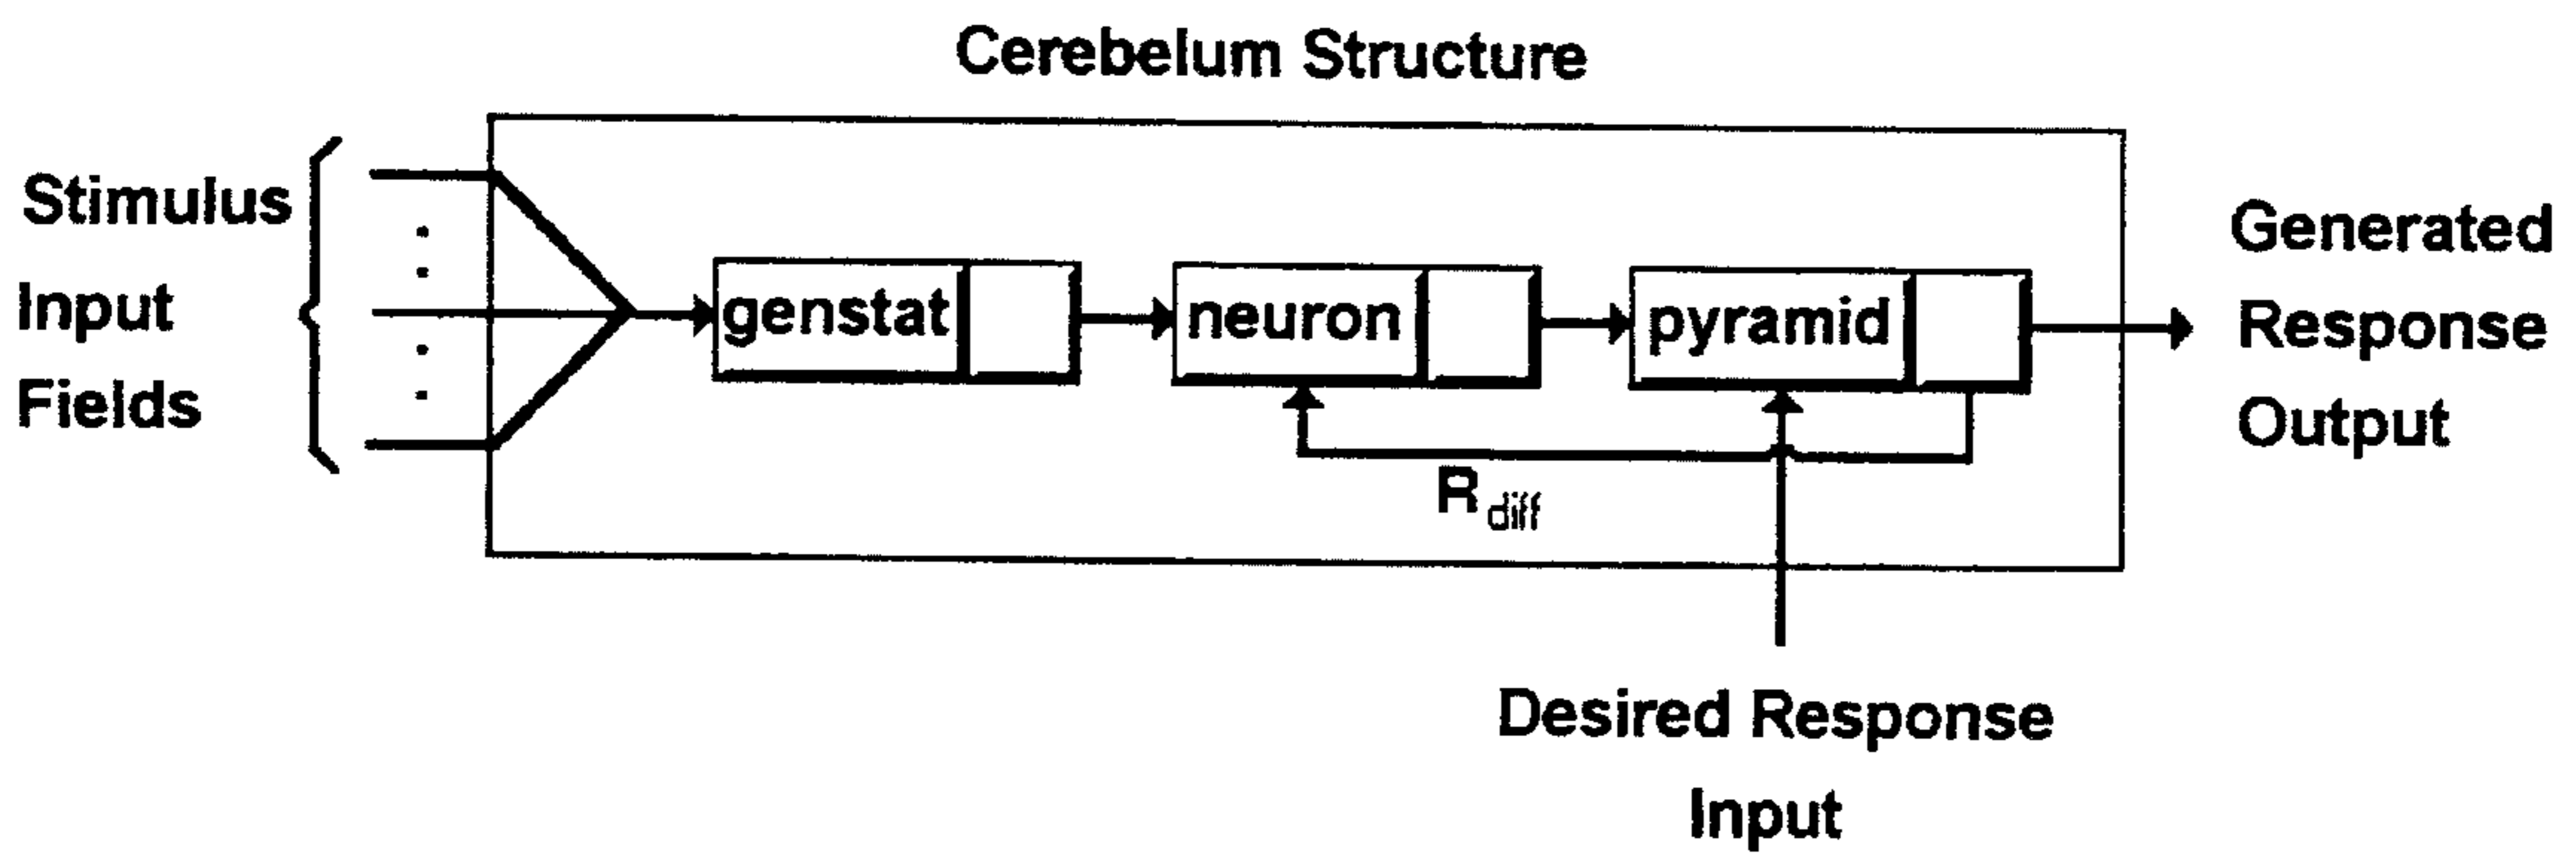 Cerebelum Structure
Stimulus
Input
Fields
genstat
neuron
pyramid
R diff
Generated
Response
Output
Desired Response
Input